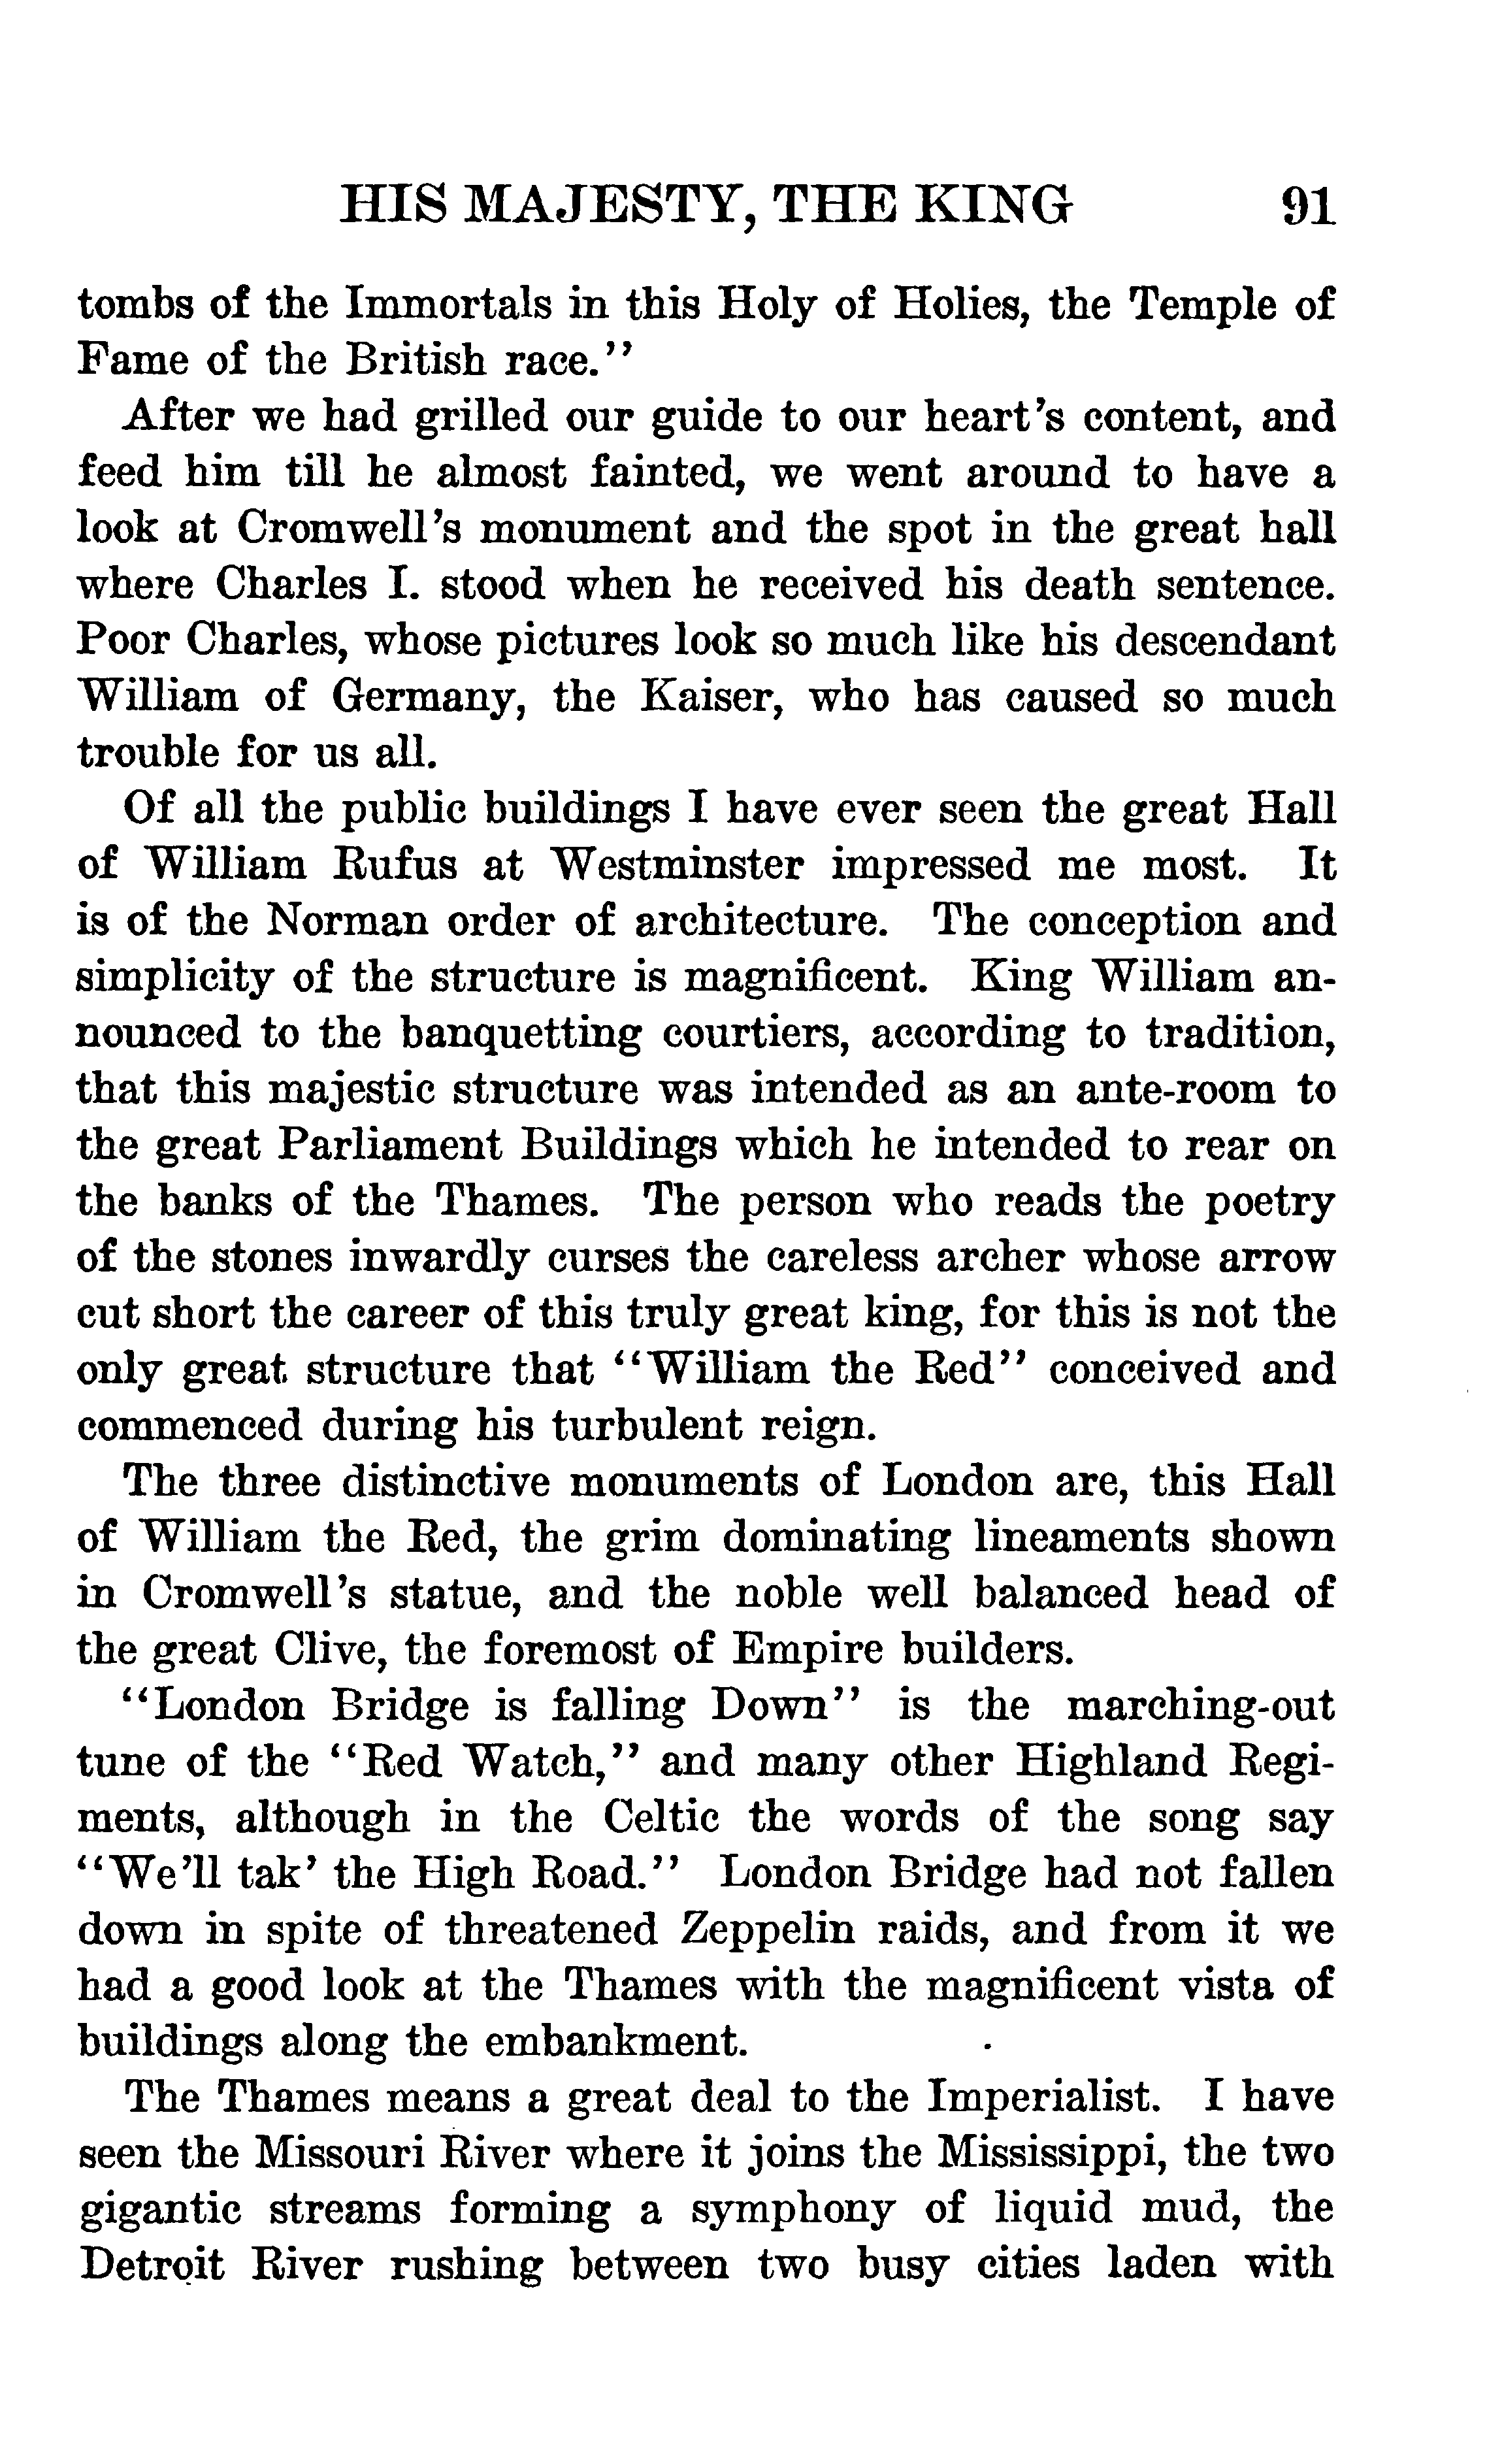 HIS MAJESTY, THE KING 91
tombs of the Immortals in this Holy of Holies, the Temple of
Fame of the British race."
After we had grilled our guide to our heart's content, and
feed him till he almost fainted, we went around to have a
look at Cromwell's monument and the spot in the great hall
where Charles I. stood when he received his death sentence.
Poor Charles, whose pictures look so much like his descendant
William of Germany, the Kaiser, who has caused so much
trouble for us all.
Of all the public buildings I have ever seen the great Hall
of William Rufus at Westminster impressed me most. It
is of the Norman order of architecture. The conception and
simplicity of the structure is magnificent. King William an-
nounced to the banquetting courtiers, according to tradition,
that this majestic structure was intended as an ante-room to
the great Parliament Buildings which he intended to rear on
the banks of the Thames. The person who reads the poetry
of the stones inwardly curses the careless archer whose arrow
cut short the career of this truly great king, for this is not the
only great structure that "William the Red" conceived and
commenced during his turbulent reign.
The three distinctive monuments of London are, this Hall
of William the Red, the grim dominating lineaments shown
in Cromwell's statue, and the noble well balanced head of
the great Clive, the foremost of Empire builders.
"London Bridge is falling Down" is the marching-out
tune of the "Red Watch," and many other Highland Regi-
ments, although in the Celtic the words of the song say
"We'll tak' the High Road." London Bridge had not fallen
down in spite of threatened Zeppelin raids, and from it we
had a good look at the Thames with the magnificent vista of
buildings along the embankment.
The Thames means a great deal to the Imperialist. I have
seen the Missouri River where it joins the Mississippi, the two
gigantic streams forming a symphony of liquid mud, the
Detroit River rushing between two busy cities laden with